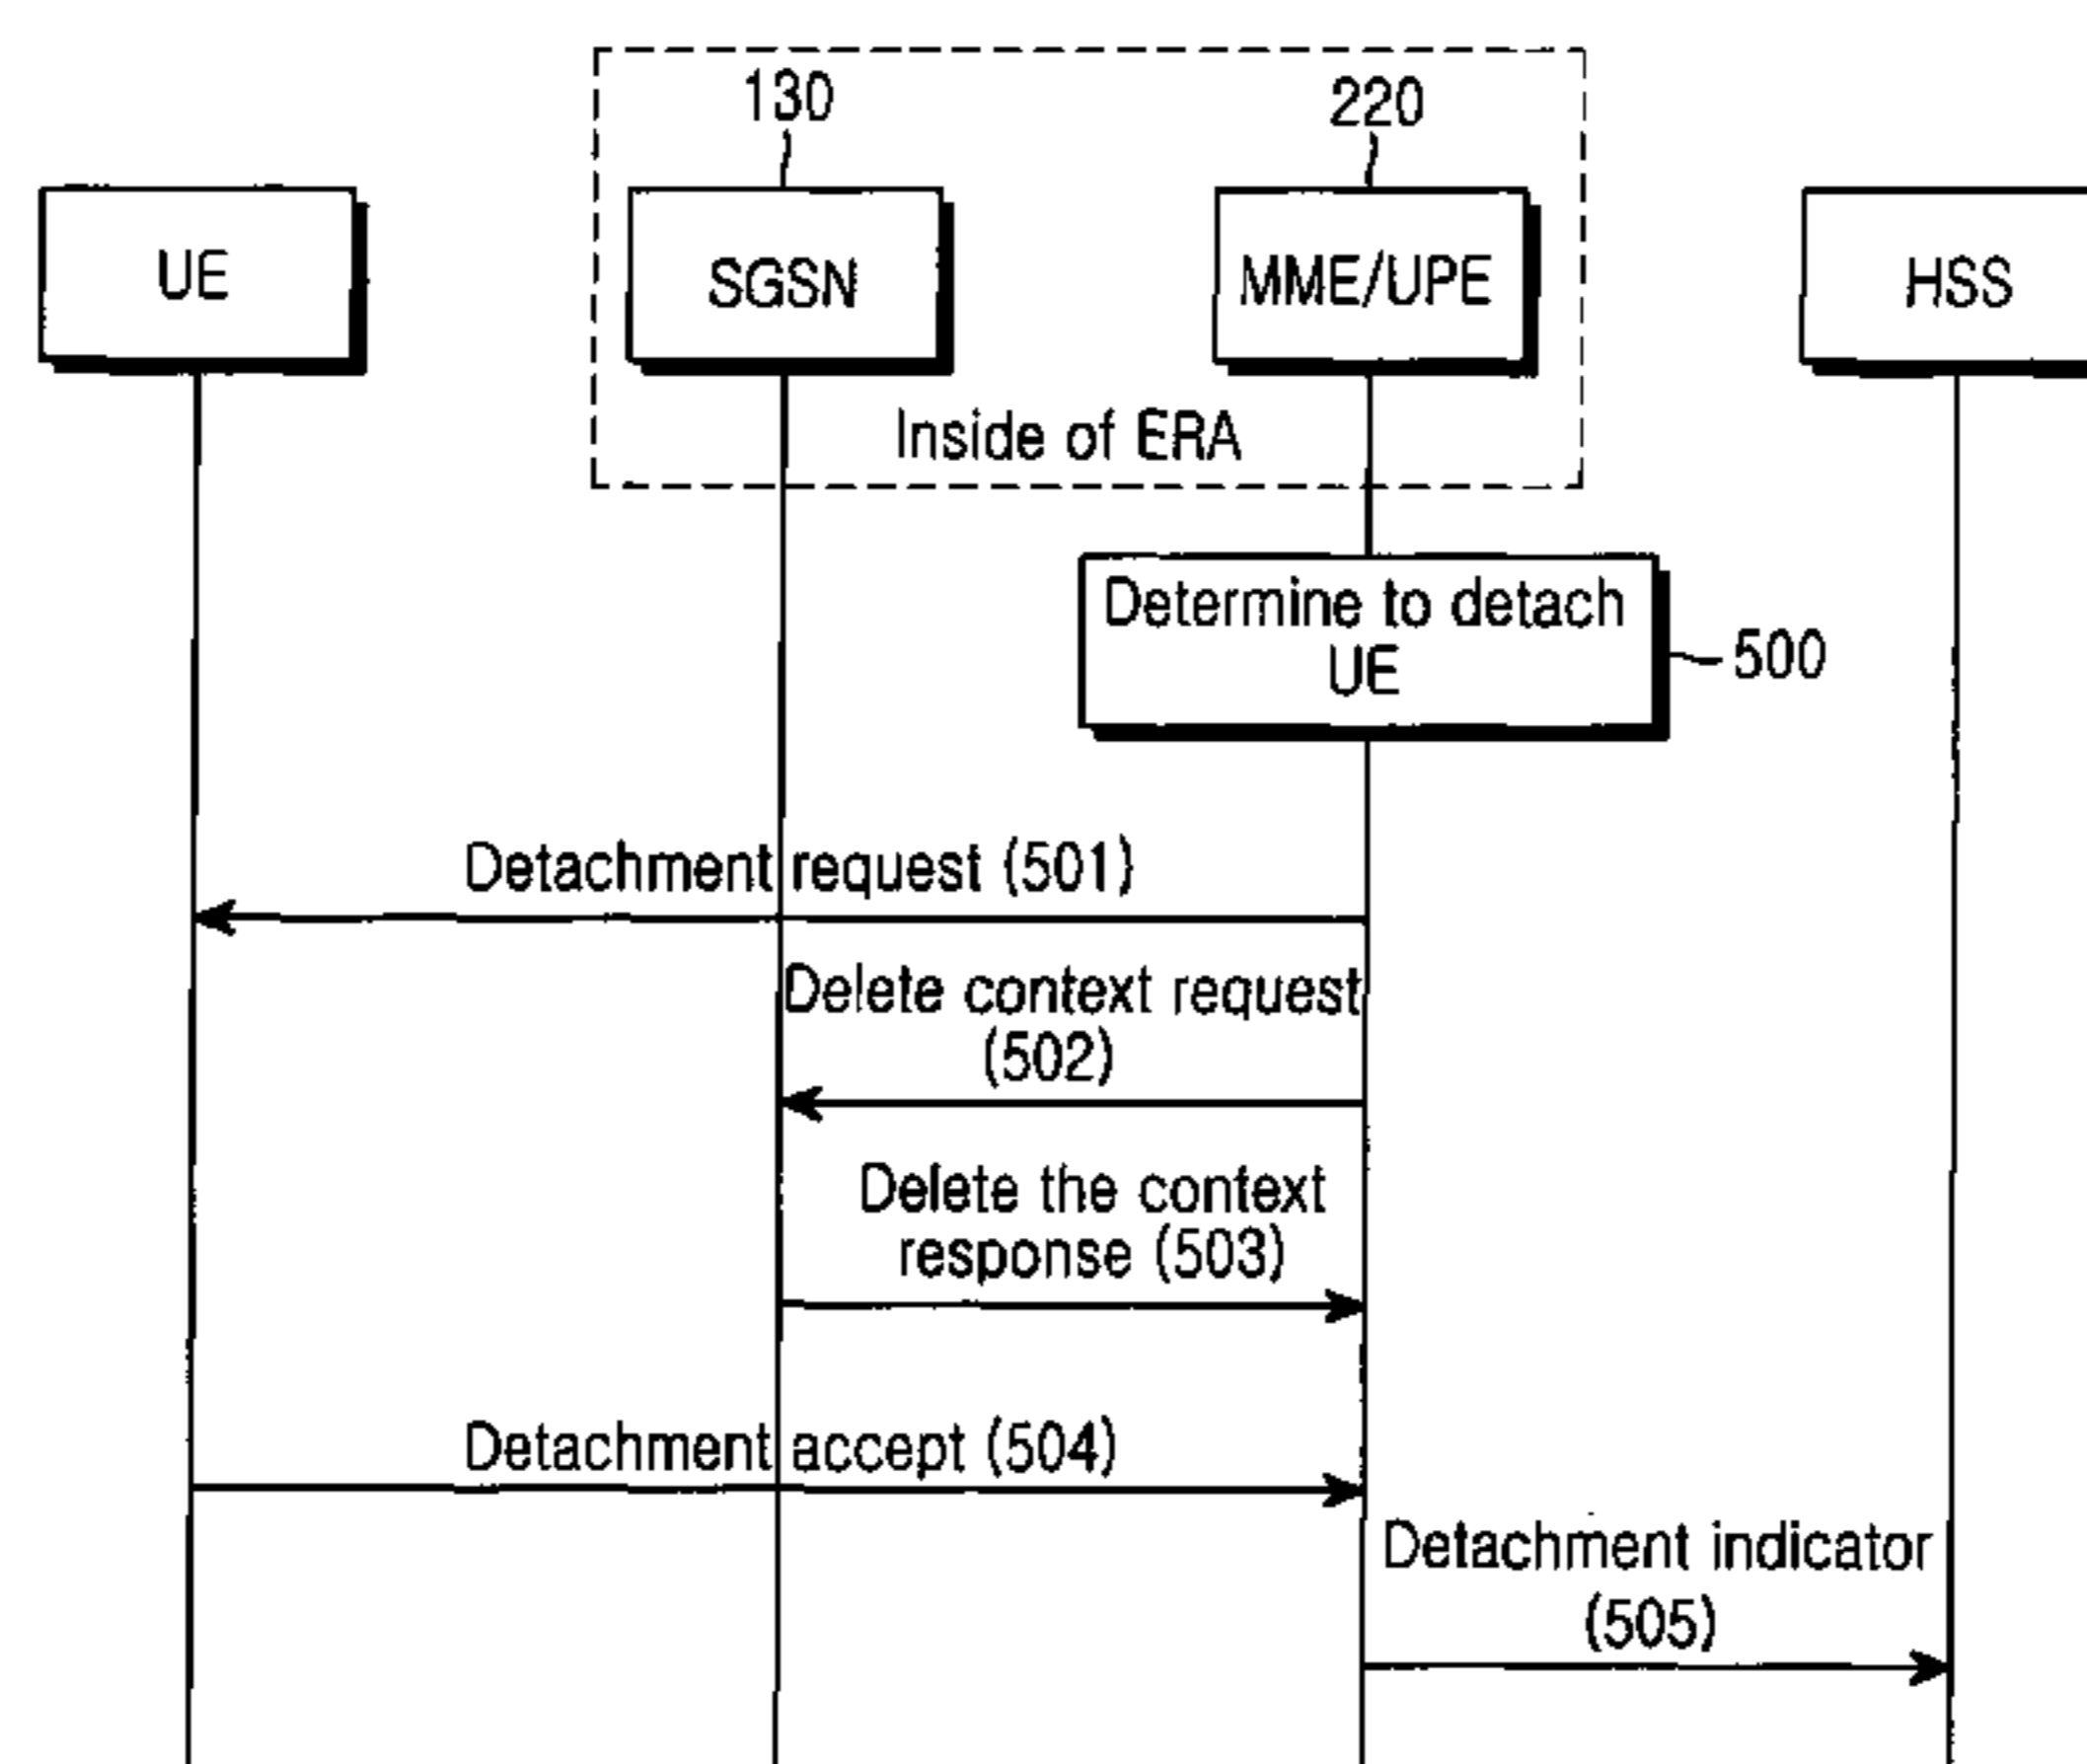 130
220
UE
SGSN
MME/UPE
HSS
Inside of ERA
Determine to detach
UE
500
Detachment request (501)
Delete context request
(502)
Delete the context
response (503)
Detachment accept (504)
Detachment indicator
(505)